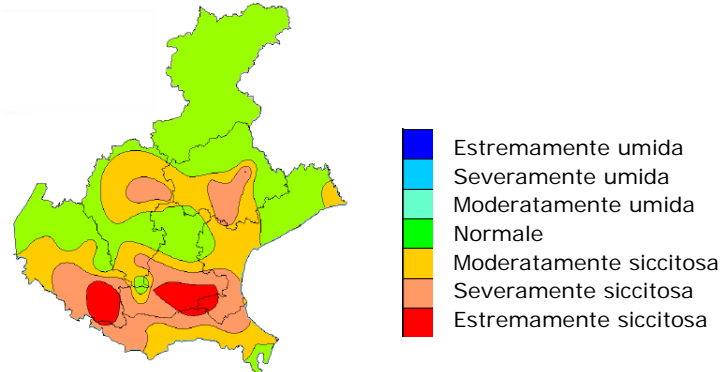 Estremamente umida
Severamente umida
Moderatamente umida
Normale
Moderatamente siccitosa
Severamente siccitosa
Estremamente siccitosa